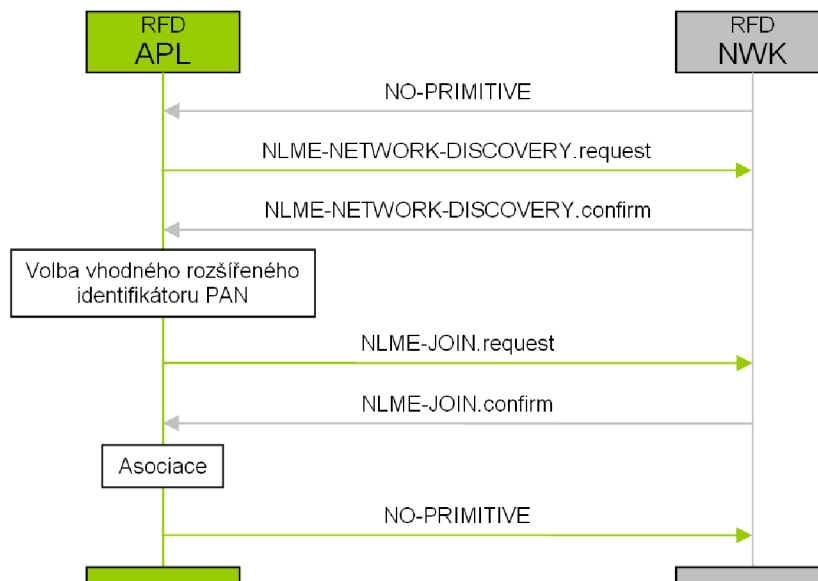 RFD
APL
RFD
NWK
NO-PRIMITIVE
NLME-NETWORK-DISCOVERY.request
NLME-NETWORK-DISCOVERY.confirm
Volba vhodného rozšířeného
identifikátoru PAN
NLME-JOIN.request
NLME-JOIN.confirm
Asociace
NO-PRIMITIVE